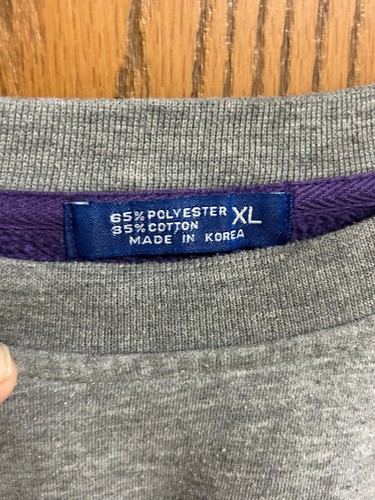 65% POLYESTER XL
35% COTTON
MADE IN KOREA